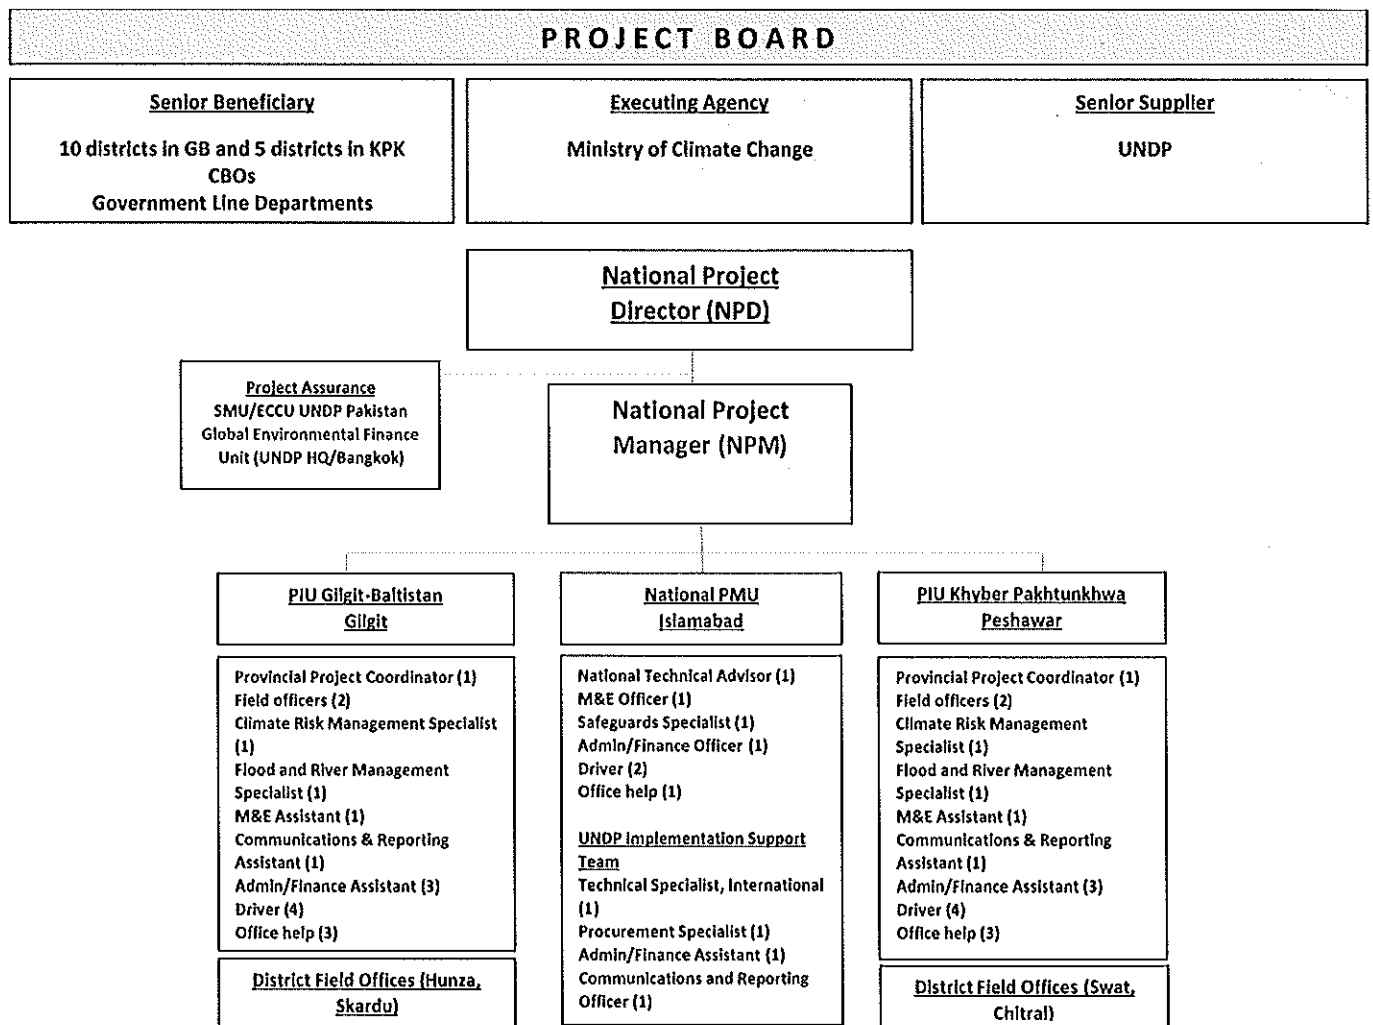 PROJECT BOARD
Senior Beneficiary
10 districts in GB and 5 districts in KPK
CBOs
Government Line Departments
Executing Agency
Ministry of Climate Change
Senior Supplier
UNDP
National Project
Director (NPD)
Project Assurance
SMU/ECCU UNDP Pakistan
Global Environmental Finance
Unit (UNDP HQ/Bangkok)
National Project
Manager (NPM)
PIU Gilgit-Baltistan
Gilgit
Provincial Project Coordinator (1)
Field officers (2)
Climate Risk Management Specialist
(1)
Flood and River Management
Specialist (1)
M&E Assistant (1)
Communications & Reporting
Assistant (1)
Admin/Finance Assistant (3)
Driver (4)
Office help (3)
District Field Offices (Hunza,
Skardu)
National PMU
Islamabad
National Technical Advisor (1)
M&E Officer (1)
Safeguards Specialist (1)
Admin/Finance Officer (1)
Driver (2)
Office help (1)
UNDP Implementation Support
Team
Technical Specialist, International
(1)
Procurement Specialist (1)
Admin/Finance Assistant (1)
Communications and Reporting
Officer (1)
PIU Khyber Pakhtunkhwa
Peshawar
Provincial Project Coordinator (1)
Field officers (2)
Climate Risk Management
Specialist (1)
Flood and River Management
Specialist (1)
M&E Assistant (1)
Communications & Reporting
Assistant (1)
Admin/Finance Assistant (3)
Driver (4)
Office help (3)
District Field Offices (Swat,
Chitral)